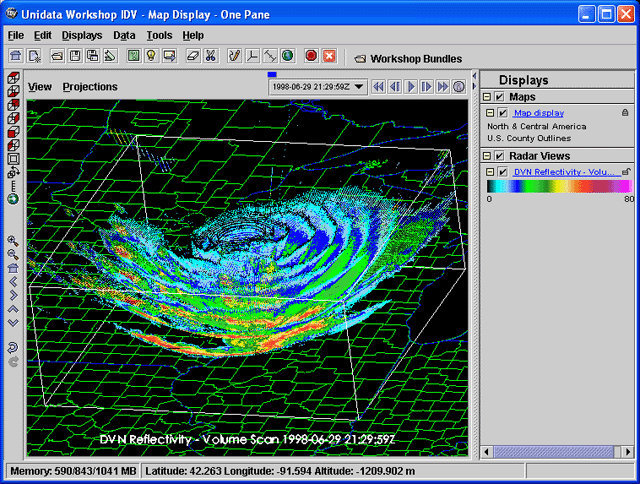 Unidata Workshop IDV - Map Display - One Pane
File Edit Displays Data Tools Help
Workshop Bundles
View Projections
1998-06-29 21:29:59Z
Displays
Maps
Map display
North & Central America
U.S. County Outlines
Radar Views
DVN Reflectivity - Volu...
0 80
DVN Reflectivity - Volume Scan 1998-06-29 21:29:59Z
Memory: 590/843/1041 MB Latitude: 42.263 Longitude: -91.594 Altitude: -1209.902 m